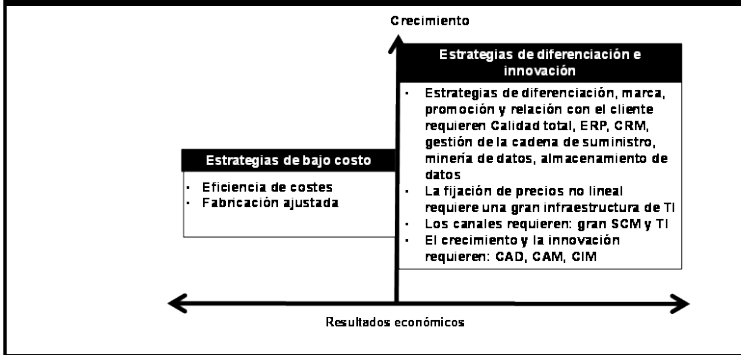 Crecimiento
Estrategias de diferenciación e
innovación
• Estrategias de diferenciación, marca,
promoción y relación con el cliente
requieren Calidad total, ERP, CRM,
gestión de la cadena de suministro,
minería de datos, almacenamiento de
datos
• La fijación de precios no lineal
requiere una gran infraestructura de TI
• Los canales requieren: gran SCM y TI
• El crecimiento y la innovación
requieren: CAD, CAM, CIM
Estrategias de bajo costo
• Eficiencia de costes
• Fabricación ajustada
Resultados económicos